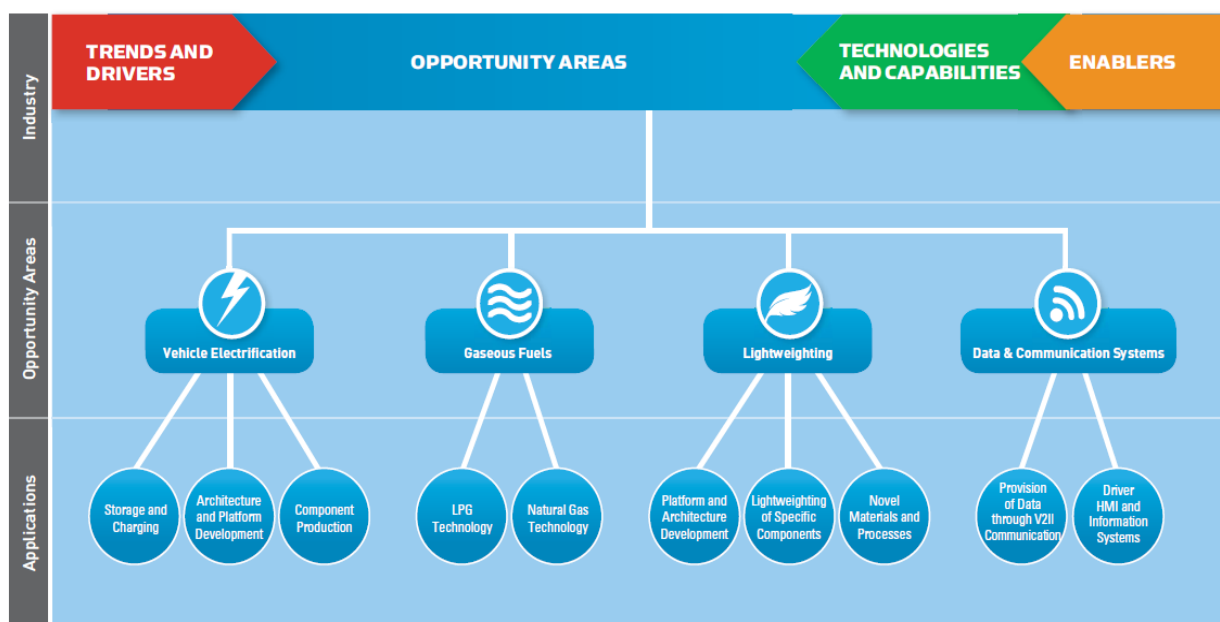 TRENDS AND
DRIVERS
OPPORTUNITY AREAS
TECHNOLOGIES
AND CAPABILITIES
ENABLERS
Industry
Opportunity Areas
Vehicle Electrification
Gaseous Fuels
Lightweighting
Data & Communication Systems
Applications
Storage and
Charging
Architecture
and Platform
Development
Component
Production
LPG
Technology
Natural Gas
Technology
Platform and
Architecture
Development
Lightweighting
of Specific
Components
Novel
Materials and
Processes
Provision
of Data
through V2II
Communication
Driver
HMI and
Information
Systems